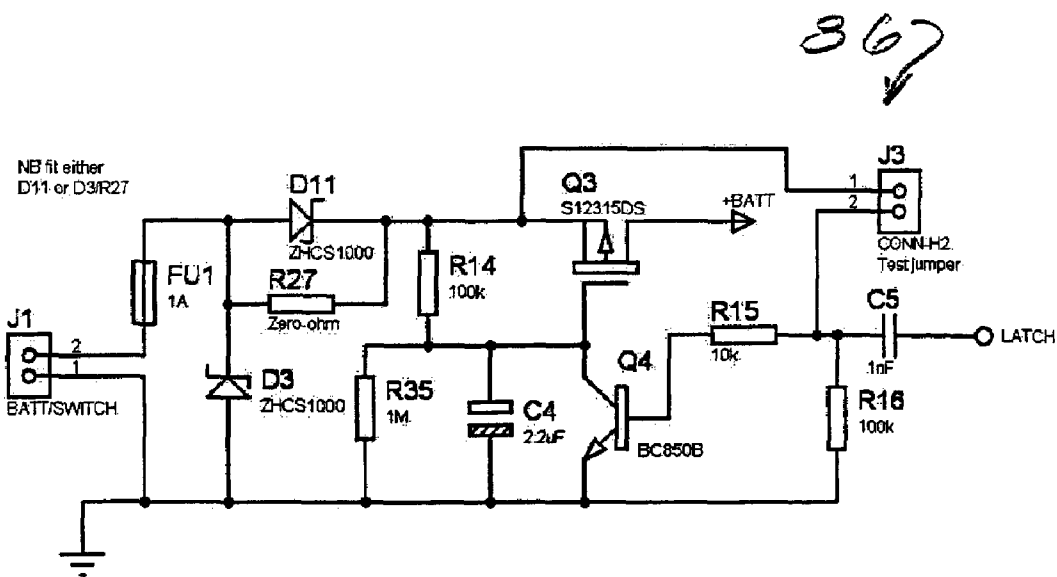 367
NB fit either
D11 or D3/R27
D11
ZHCS1000
Q3
S12315DS
+BATT
J3
1
2
CONN-H2
Test jumper
FU1
1A
R27
Zero-ohm
R14
100k
J1
2
1
BATT/SWITCH
D3
ZHCS1000
R35
1M
C4
2.2uF
Q4
BC850B
R15
10k
C5
1nF
LATCH
R16
100k